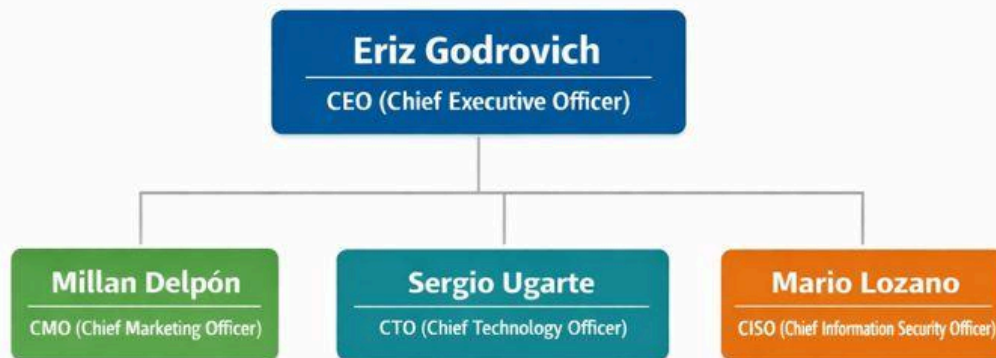 Eriz Godrovich
CEO (Chief Executive Officer)
Millan Delpón
CMO (Chief Marketing Officer)
Sergio Ugarte
CTO (Chief Technology Officer)
Mario Lozano
CISO (Chief Information Security Officer)